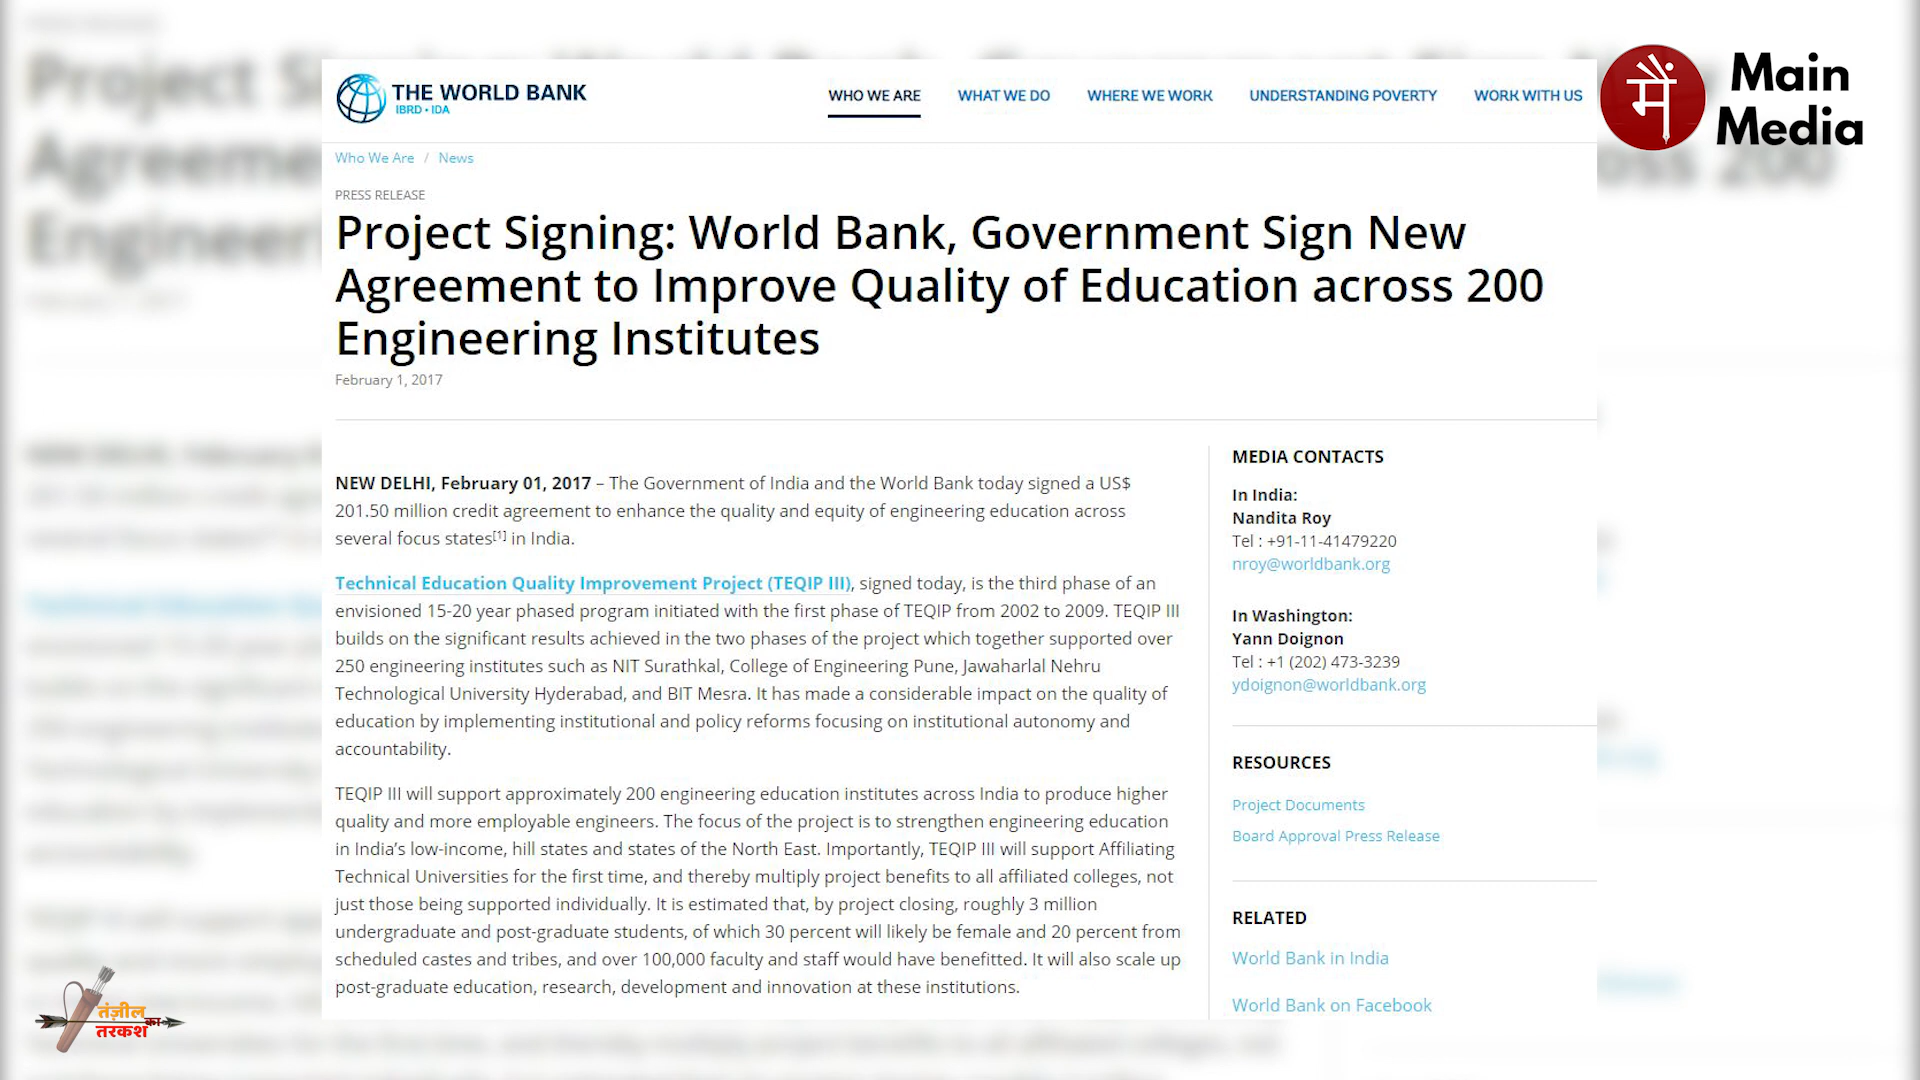 THE WORLD BANK
IBRD • IDA
WHO WE ARE
WHAT WE DO
WHERE WE WORK
UNDERSTANDING POVERTY
WORK WITH US
में
Main
Media
Who We Are / News
PRESS RELEASE
Project Signing: World Bank, Government Sign New
Agreement to Improve Quality of Education across 200
Engineering Institutes
February 1, 2017
NEW DELHI, February 01, 2017 – The Government of India and the World Bank today signed a US$
201.50 million credit agreement to enhance the quality and equity of engineering education across
several focus states[1] in India.
Technical Education Quality Improvement Project (TEQIP III), signed today, is the third phase of an
envisioned 15-20 year phased program initiated with the first phase of TEQIP from 2002 to 2009. TEQIP III
builds on the significant results achieved in the two phases of the project which together supported over
250 engineering institutes such as NIT Surathkal, College of Engineering Pune, Jawaharlal Nehru
Technological University Hyderabad, and BIT Mesra. It has made a considerable impact on the quality of
education by implementing institutional and policy reforms focusing on institutional autonomy and
accountability.
TEQIP III will support approximately 200 engineering education institutes across India to produce higher
quality and more employable engineers. The focus of the project is to strengthen engineering education
in India's low-income, hill states and states of the North East. Importantly, TEQIP III will support Affiliating
Technical Universities for the first time, and thereby multiply project benefits to all affiliated colleges, not
just those being supported individually. It is estimated that, by project closing, roughly 3 million
undergraduate and post-graduate students, of which 30 percent will likely be female and 20 percent from
scheduled castes and tribes, and over 100,000 faculty and staff would have benefitted. It will also scale up
post-graduate education, research, development and innovation at these institutions.
MEDIA CONTACTS
In India:
Nandita Roy
Tel : +91-11-41479220
nroy@worldbank.org
In Washington:
Yann Doignon
Tel : +1 (202) 473-3239
ydoignon@worldbank.org
RESOURCES
Project Documents
Board Approval Press Release
RELATED
World Bank in India
World Bank on Facebook
तंज़ील
का
तरकश